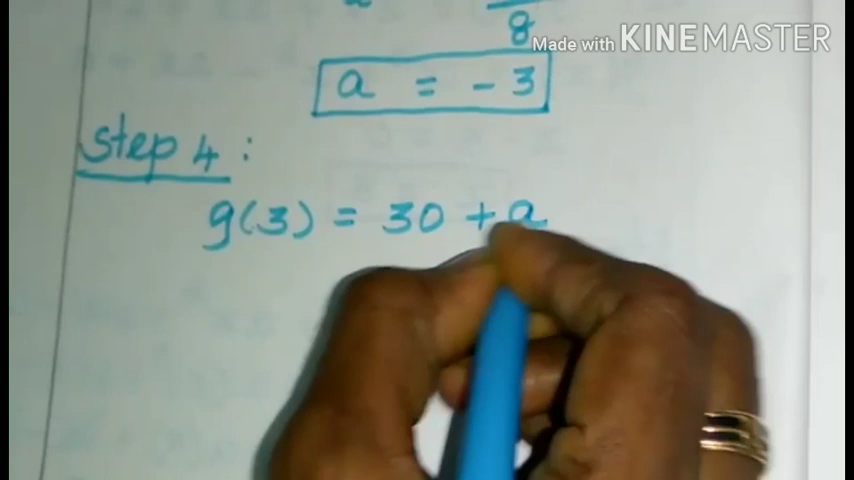 8
Made with KINEMASTER
a = - 3
Step 4 :
g(3) = 30 + a